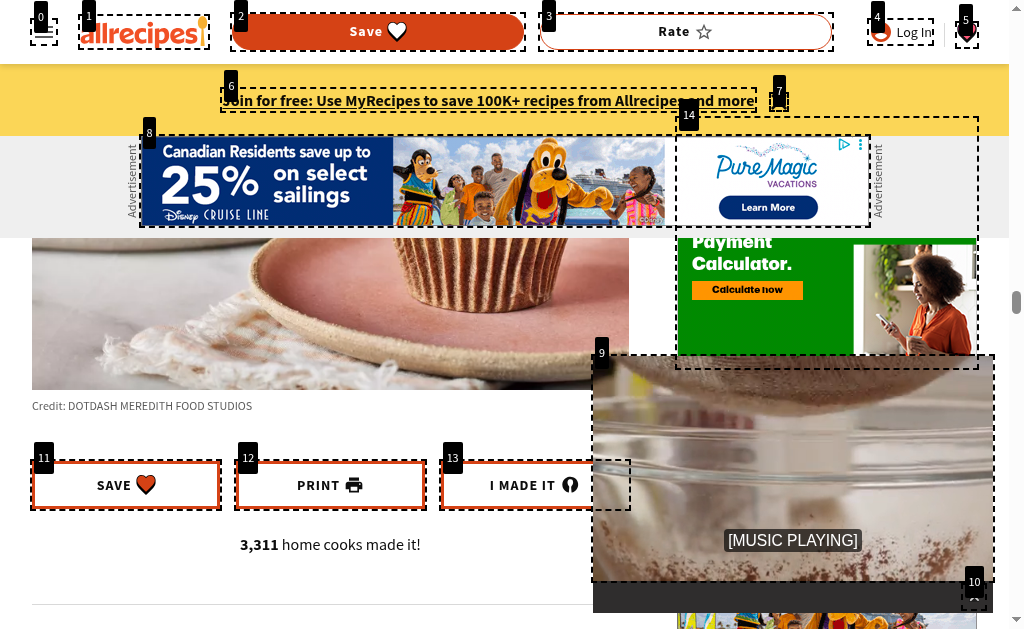 0
1
2
3
4
5
allrecipes
Save
Rate
Log In
6
7
Join for free: Use MyRecipes to save 100K+ recipes from Allrecipes and more
8
14
Advertisement
Canadian Residents save up to
25% on select
sailings
Disney CRUISE LINE
©Disney
PureMagic
VACATIONS
Learn More
Advertisement
Payment
Calculator.
Calculate now
9
Credit: DOTDASH MEREDITH FOOD STUDIOS
11
12
13
SAVE
PRINT
I MADE IT
[MUSIC PLAYING]
3,311 home cooks made it!
10